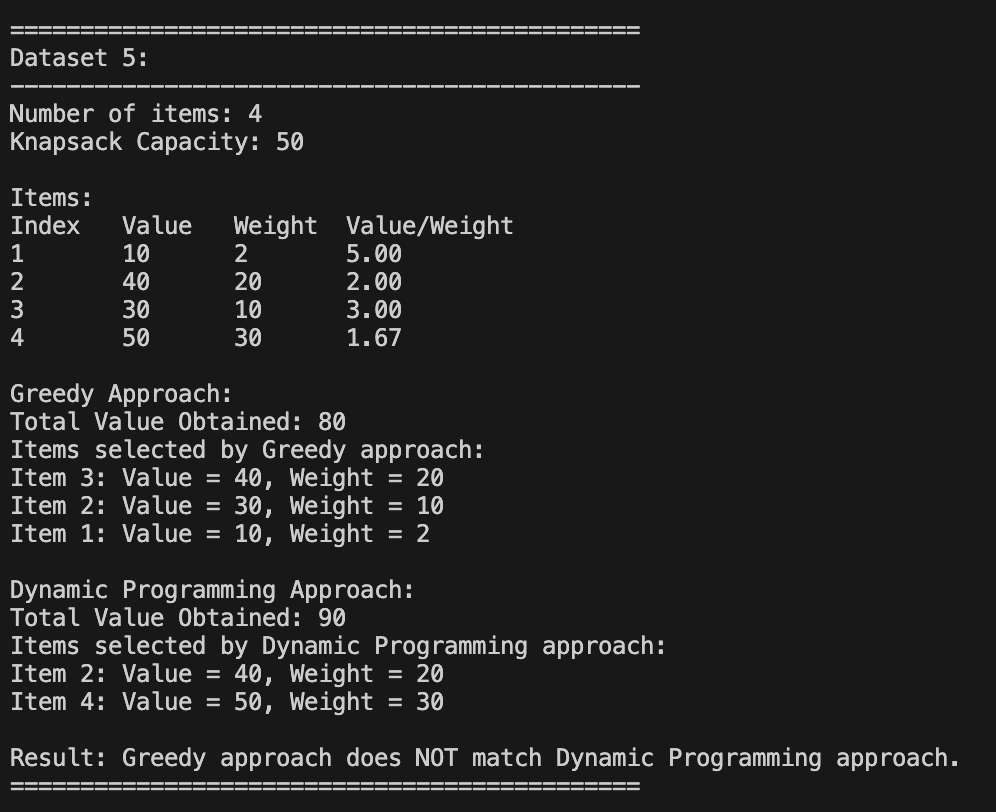 =============================================
Dataset 5:
---------------------------------------------
Number of items: 4
Knapsack Capacity: 50
Items:
Index   Value   Weight  Value/Weight
1       10      2       5.00
2       40      20      2.00
3       30      10      3.00
4       50      30      1.67
Greedy Approach:
Total Value Obtained: 80
Items selected by Greedy approach:
Item 3: Value = 40, Weight = 20
Item 2: Value = 30, Weight = 10
Item 1: Value = 10, Weight = 2
Dynamic Programming Approach:
Total Value Obtained: 90
Items selected by Dynamic Programming approach:
Item 2: Value = 40, Weight = 20
Item 4: Value = 50, Weight = 30
Result: Greedy approach does NOT match Dynamic Programming approach.
=============================================